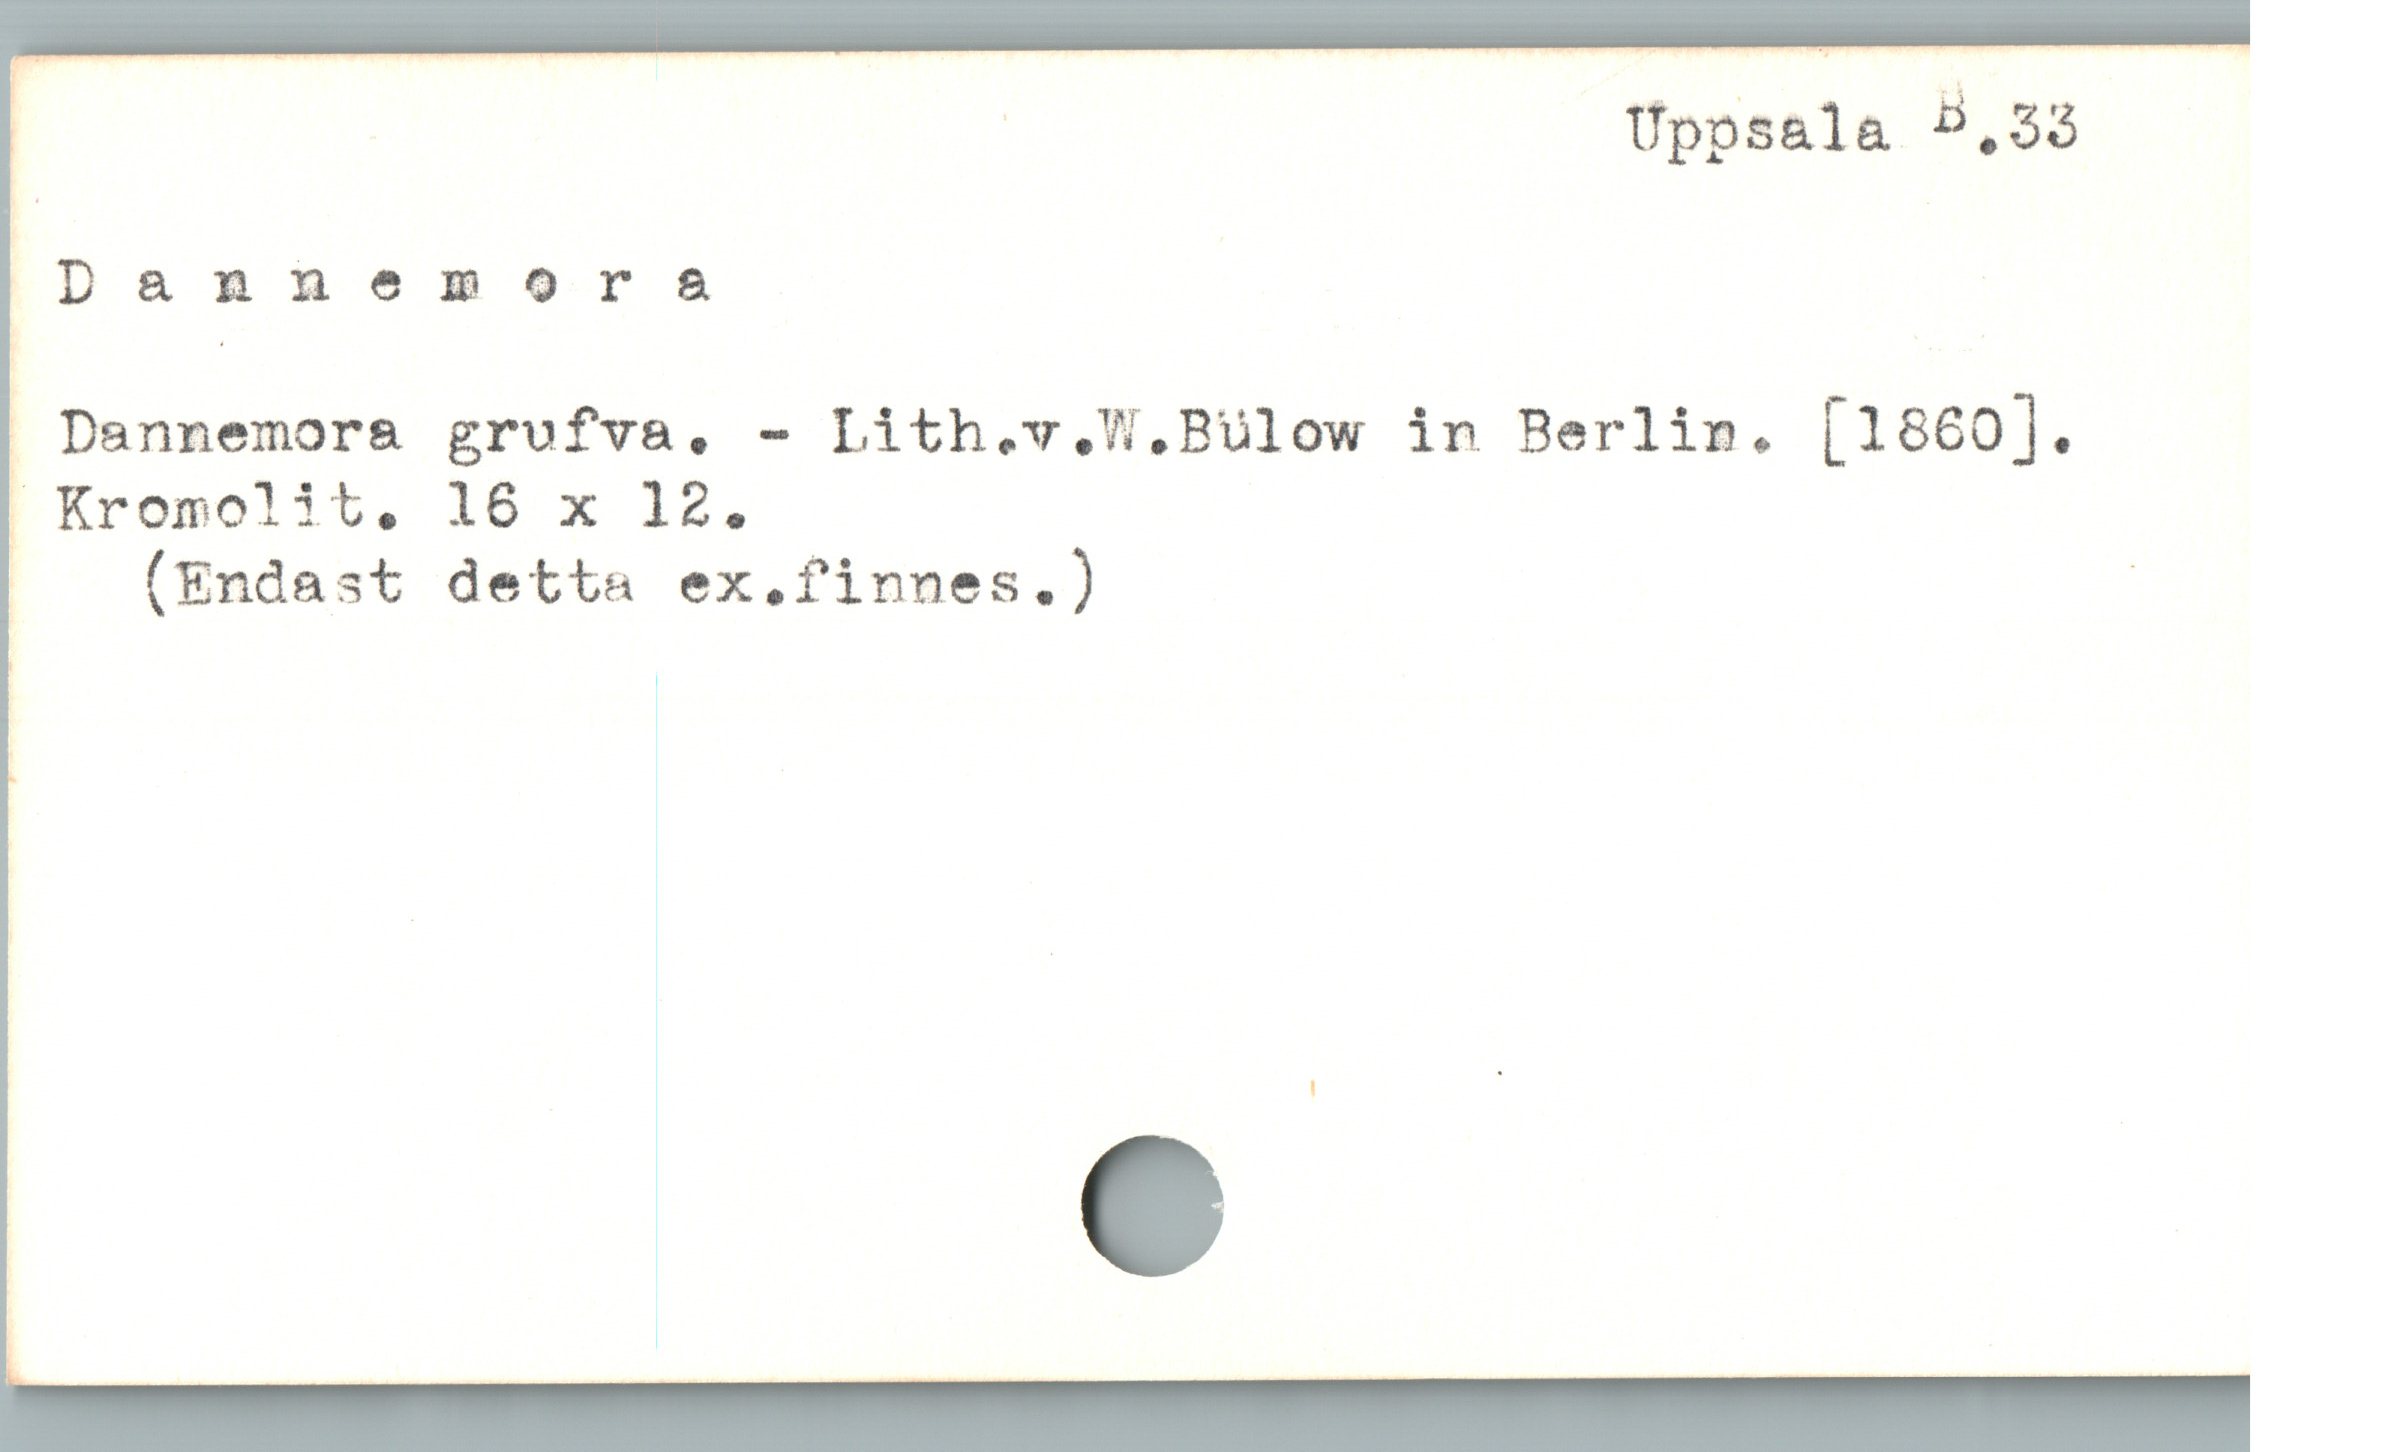 Uppsala B.33
D a n n e m o r a
Dannemora grufva. - Lith.v.W.Bülow in Berlin. [1860].
Kromolit. 16 x 12.
(Endast detta ex.finnes.)